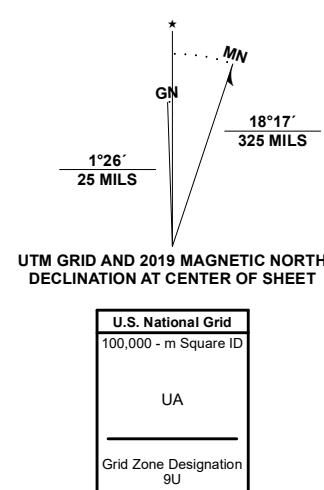 ★
MN
GN
18°17´
325 MILS
1°26´
25 MILS
UTM GRID AND 2019 MAGNETIC NORTH
DECLINATION AT CENTER OF SHEET
U.S. National Grid
100,000 - m Square ID
UA
Grid Zone Designation
9U